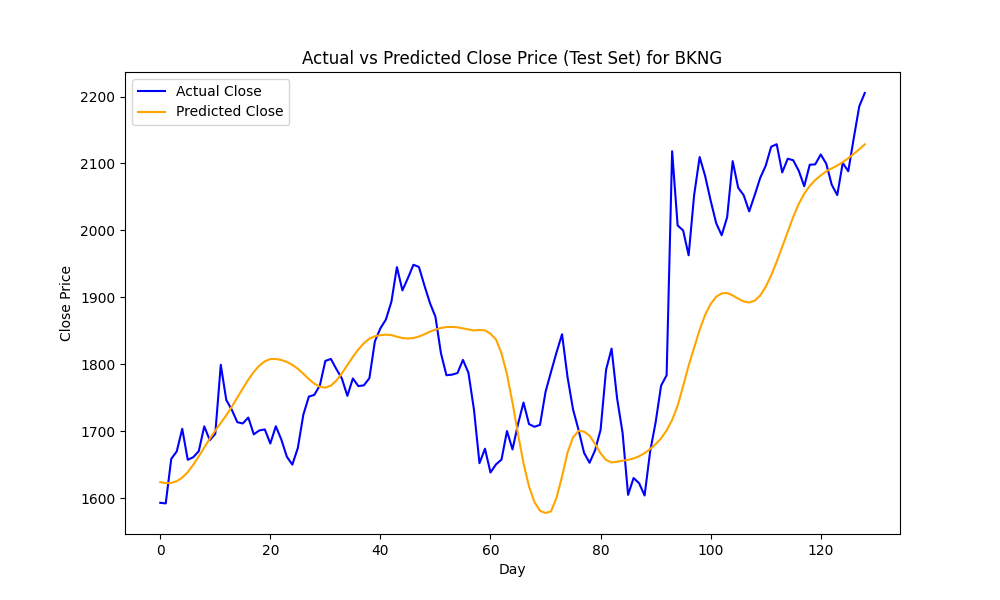 Actual vs Predicted Close Price (Test Set) for BKNG
Actual Close
Predicted Close
2200
2100
2000
1900
1800
1700
1600
Close Price
0 20 40 60 80 100 120
Day